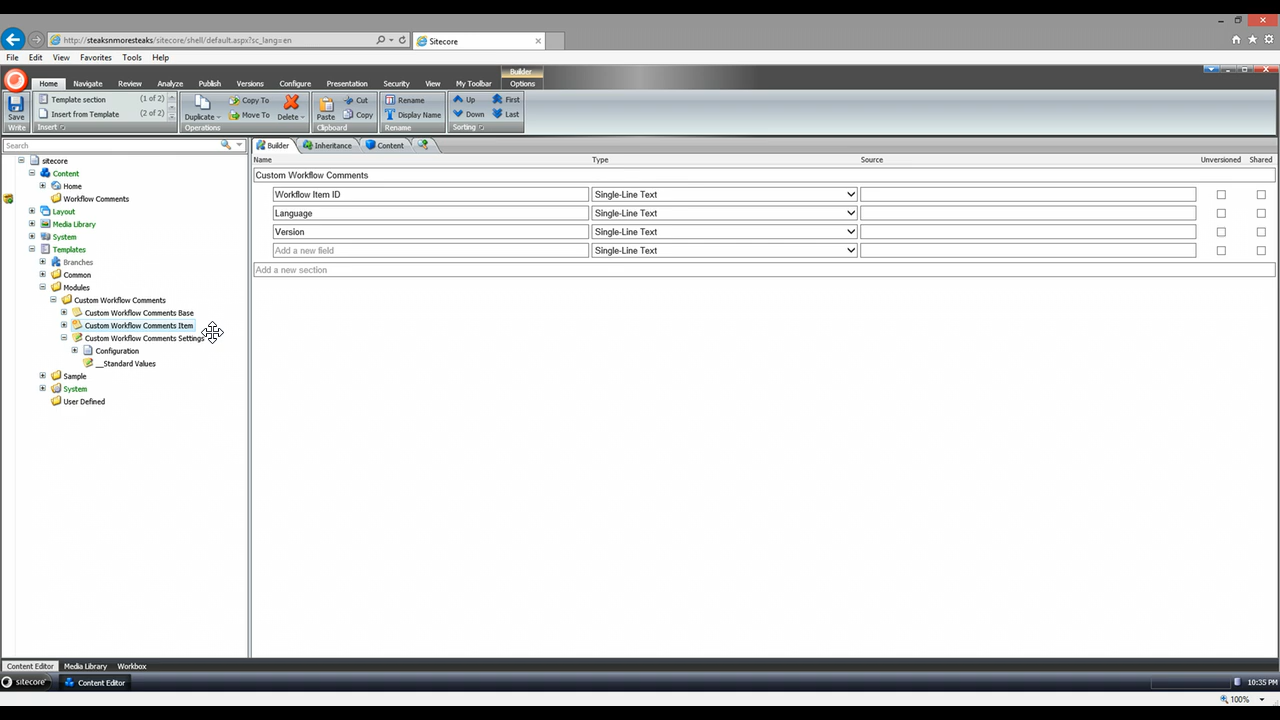 http://steaksnmoresteaks/sitecore/shell/default.aspx?sc_lang=en
Sitecore
File Edit View Favorites Tools Help
Builder
Home Navigate Review Analyze Publish Versions Configure Presentation Security View My Toolbar Options
Save
Write
Template section (1 of 2)
Insert from Template (2 of 2)
Insert
Duplicate
Copy To
Move To
Delete
Operations
Paste
Cut
Copy
Clipboard
Rename
Display Name
Rename
Up First
Down Last
Sorting
Search
sitecore
Content
Home
Workflow Comments
Layout
Media Library
System
Templates
Branches
Common
Modules
Custom Workflow Comments
Custom Workflow Comments Base
Custom Workflow Comments Item
Custom Workflow Comments Settings
Configuration
__Standard Values
Sample
System
User Defined
Builder Inheritance Content
Name Type Source Unversioned Shared
Custom Workflow Comments
Workflow Item ID Single-Line Text
Language Single-Line Text
Version Single-Line Text
Add a new field Single-Line Text
Add a new section
Content Editor Media Library Workbox
sitecore Content Editor 10:35 PM
100%